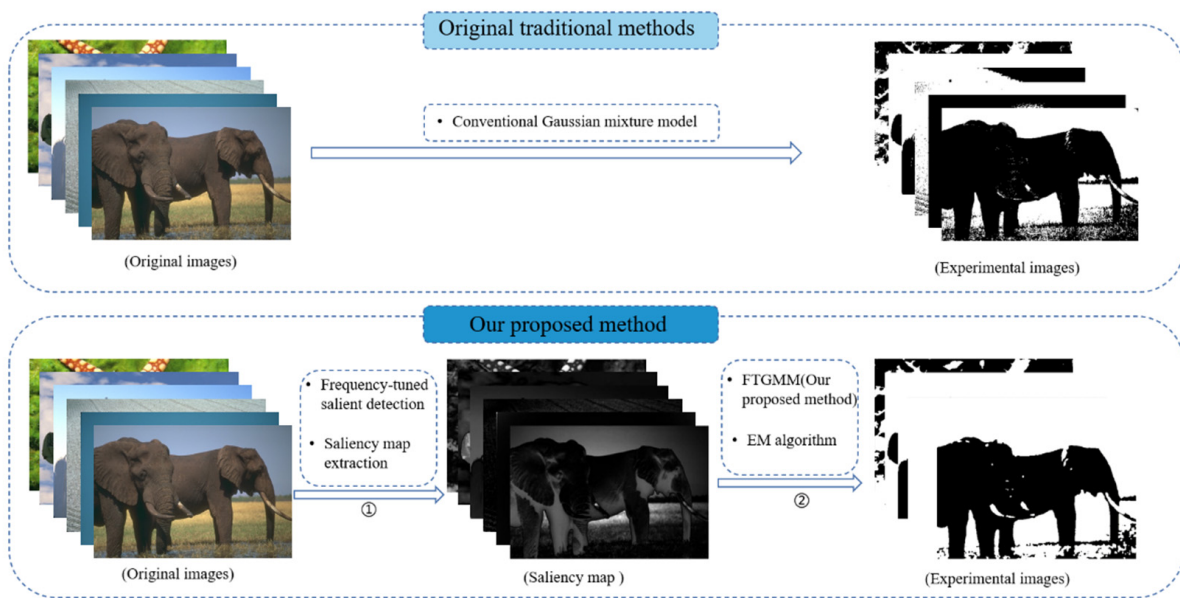 Original traditional methods
• Conventional Gaussian mixture model
(Original images)
(Experimental images)
Our proposed method
• Frequency-tuned
salient detection
• Saliency map
extraction
①
• FTGMM(Our
proposed method)
• EM algorithm
②
(Original images)
(Saliency map )
(Experimental images)